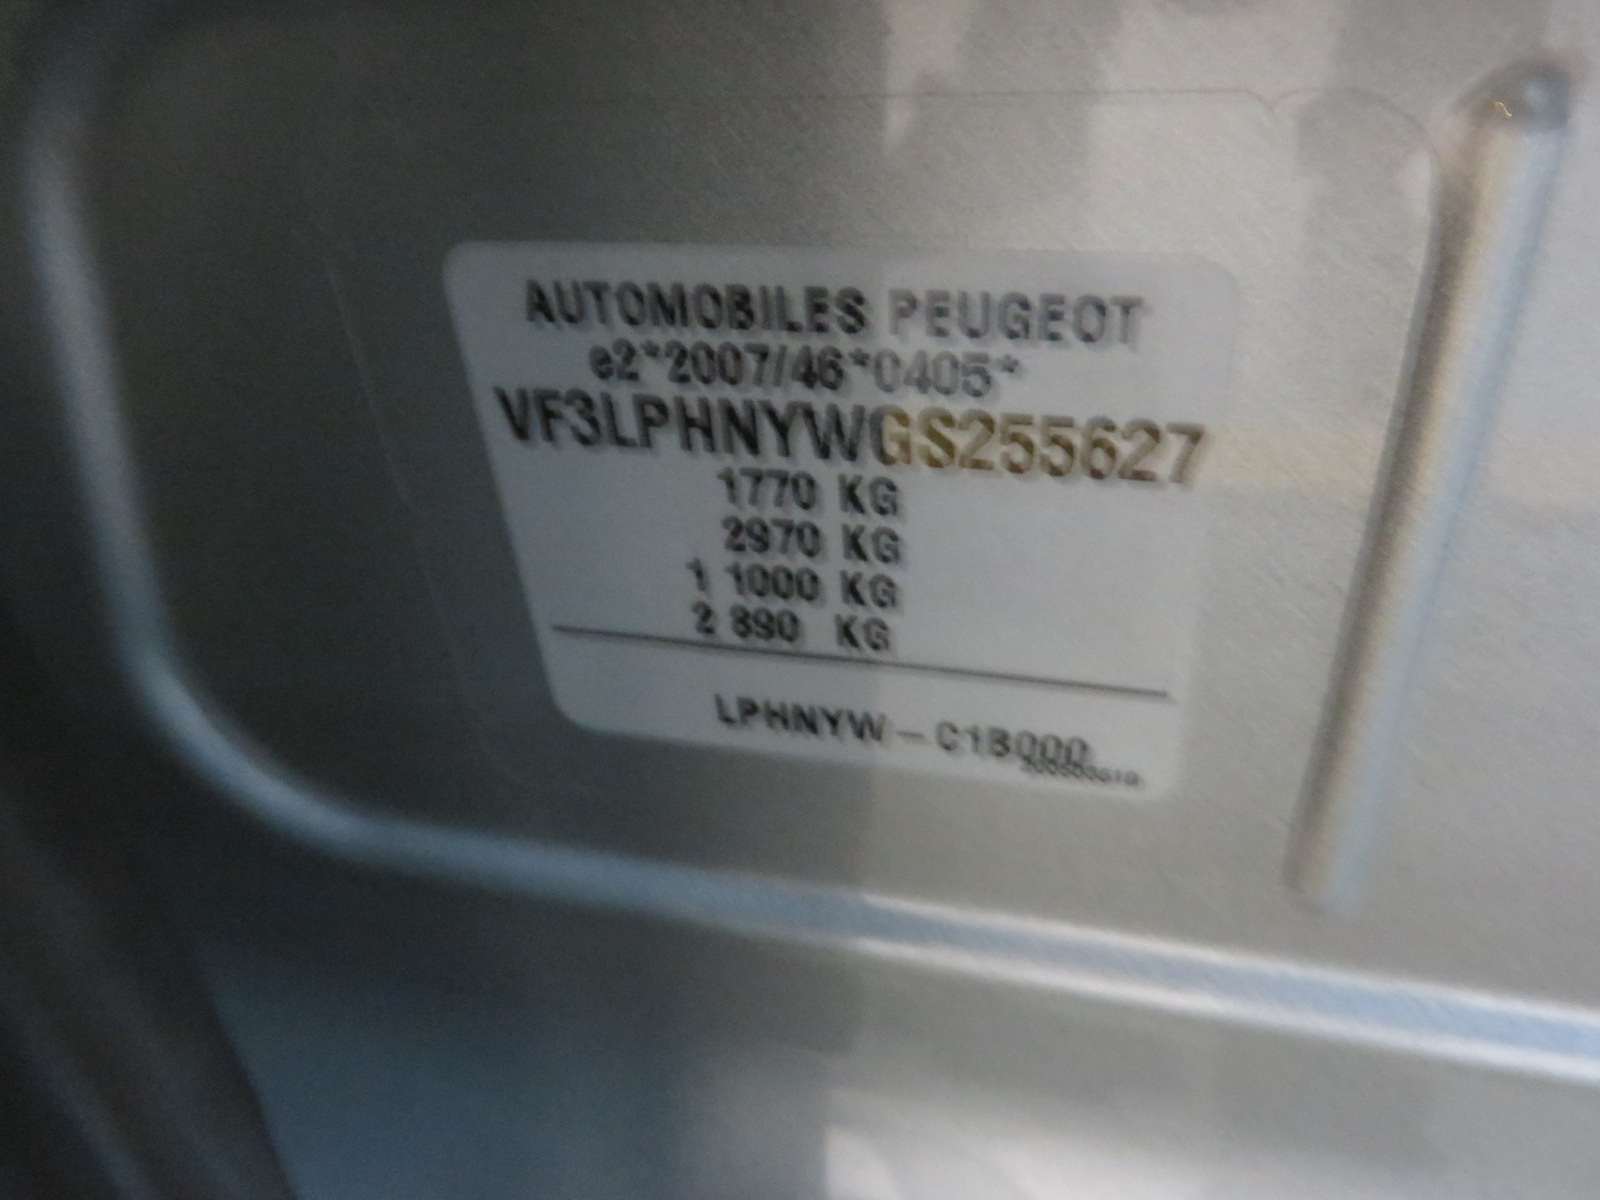 AUTOMOBILES PEUGEOT
e2*2007/46*0405*
VF3LPHNYWGS255627
1770 KG
2970 KG
1 1000 KG
2 890 KG
LPHNYW – C1B000